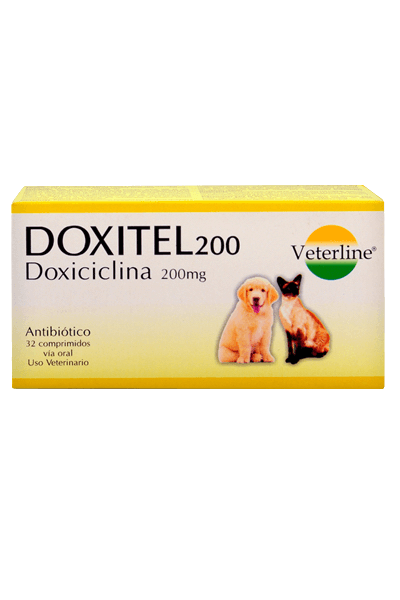 DOXITEL200
Doxiciclina 200mg
Veterline®
Antibiótico
32 comprimidos
vía oral
Uso Veterinario